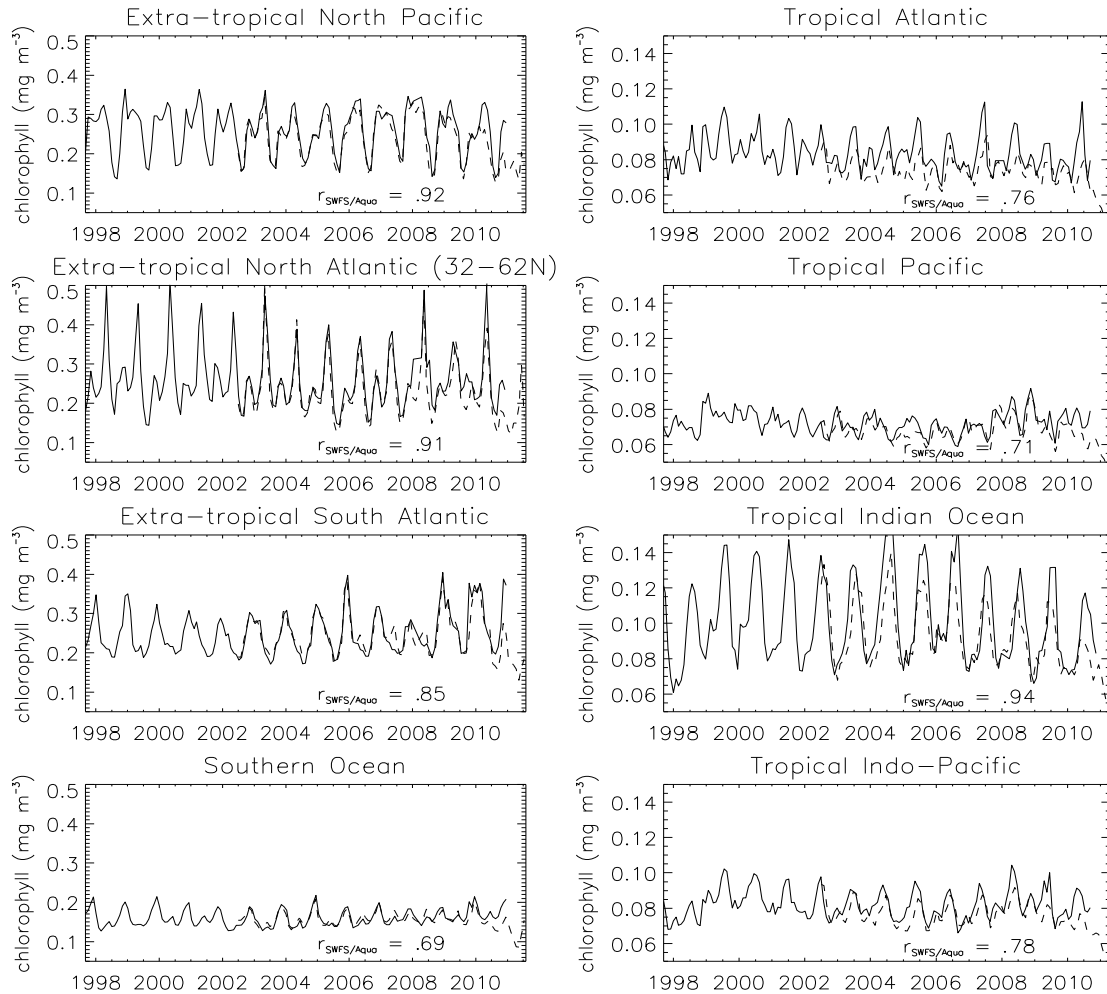 Extra-tropical North Pacific
chlorophyll (mg m⁻³)
0.5
0.4
0.3
0.2
0.1
r SWFS/Aqua = .92
1998 2000 2002 2004 2006 2008 2010
Tropical Atlantic
chlorophyll (mg m⁻³)
0.14
0.12
0.10
0.08
0.06
r SWFS/Aqua = .76
1998 2000 2002 2004 2006 2008 2010
Extra-tropical North Atlantic (32-62N)
chlorophyll (mg m⁻³)
0.5
0.4
0.3
0.2
0.1
r SWFS/Aqua = .91
1998 2000 2002 2004 2006 2008 2010
Tropical Pacific
chlorophyll (mg m⁻³)
0.14
0.12
0.10
0.08
0.06
r SWFS/Aqua = .71
1998 2000 2002 2004 2006 2008 2010
Extra-tropical South Atlantic
chlorophyll (mg m⁻³)
0.5
0.4
0.3
0.2
0.1
r SWFS/Aqua = .85
1998 2000 2002 2004 2006 2008 2010
Tropical Indian Ocean
chlorophyll (mg m⁻³)
0.14
0.12
0.10
0.08
0.06
r SWFS/Aqua = .94
1998 2000 2002 2004 2006 2008 2010
Southern Ocean
chlorophyll (mg m⁻³)
0.5
0.4
0.3
0.2
0.1
r SWFS/Aqua = .69
1998 2000 2002 2004 2006 2008 2010
Tropical Indo-Pacific
chlorophyll (mg m⁻³)
0.14
0.12
0.10
0.08
0.06
r SWFS/Aqua = .78
1998 2000 2002 2004 2006 2008 2010